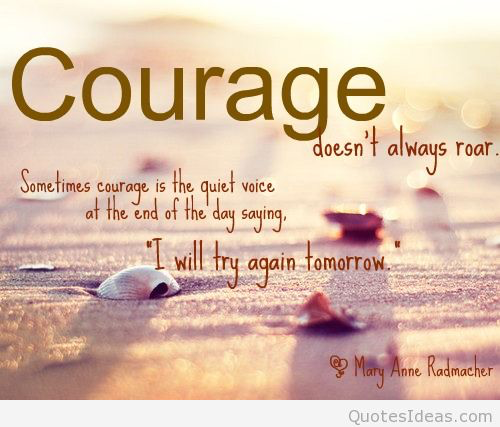 Courage
doesn't always roar.
Sometimes courage is the quiet voice
at the end of the day saying,
"I will try again tomorrow."
Mary Anne Radmacher
QuotesIdeas.com